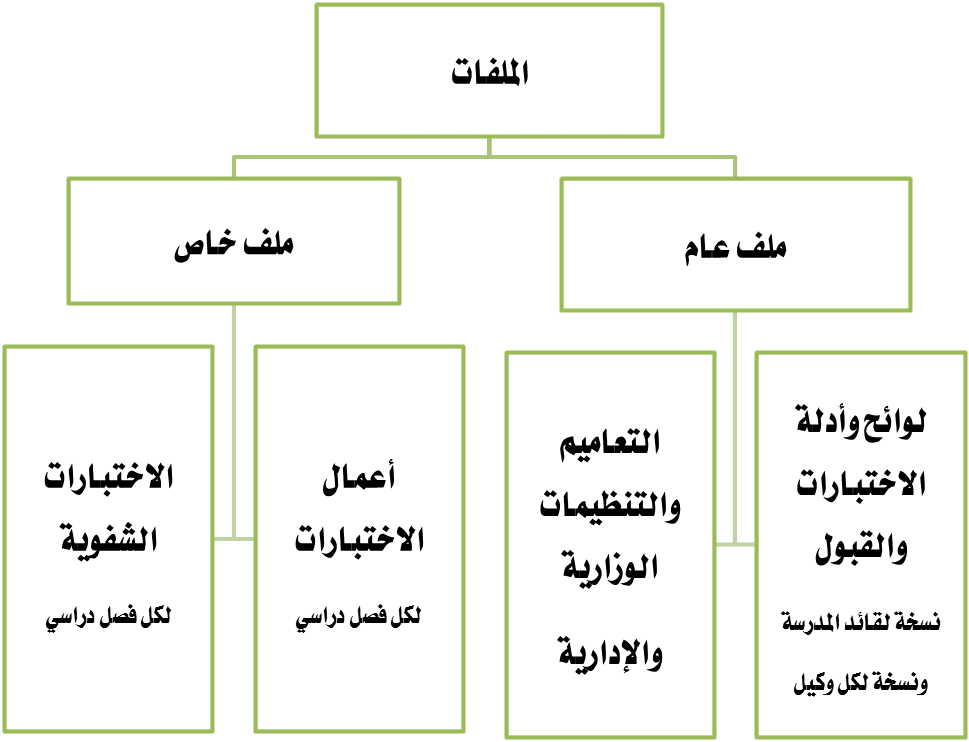 الملفات
ملف عام
ملف خاص
لوائح وأدلة
الاختبارات
والقبول
نسخة لقائد المدرسة
ونسخة لكل وكيل
التعاميم
والتنظيمات
الوزارية
والإدارية
أعمال
الاختبارات
لكل فصل دراسي
الاختبارات
الشفوية
لكل فصل دراسي